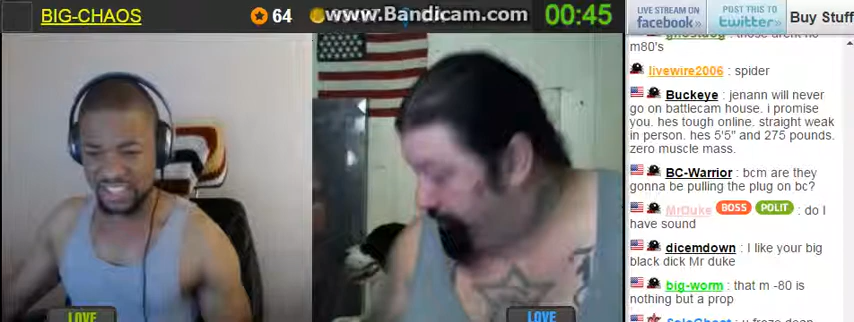 BIG-CHAOS
64
www.Bandicam.com
00:45
LIVE STREAM ON
facebook»
POST THIS TO
twitter»
Buy Stuff
m80's
livewire2006 : spider
Buckeye : jenann will never
go on battlecam house. i promise
you. hes tough online. straight weak
in person. hes 5'5" and 275 pounds.
zero muscle mass.
BC-Warrior : bcm are they
gonna be pulling the plug on bc?
MrDuke BOSS POLIT : do I
have sound
dicemdown : I like your big
black dick Mr duke
big-worm : that m -80 is
nothing but a prop
LOVE
LOVE